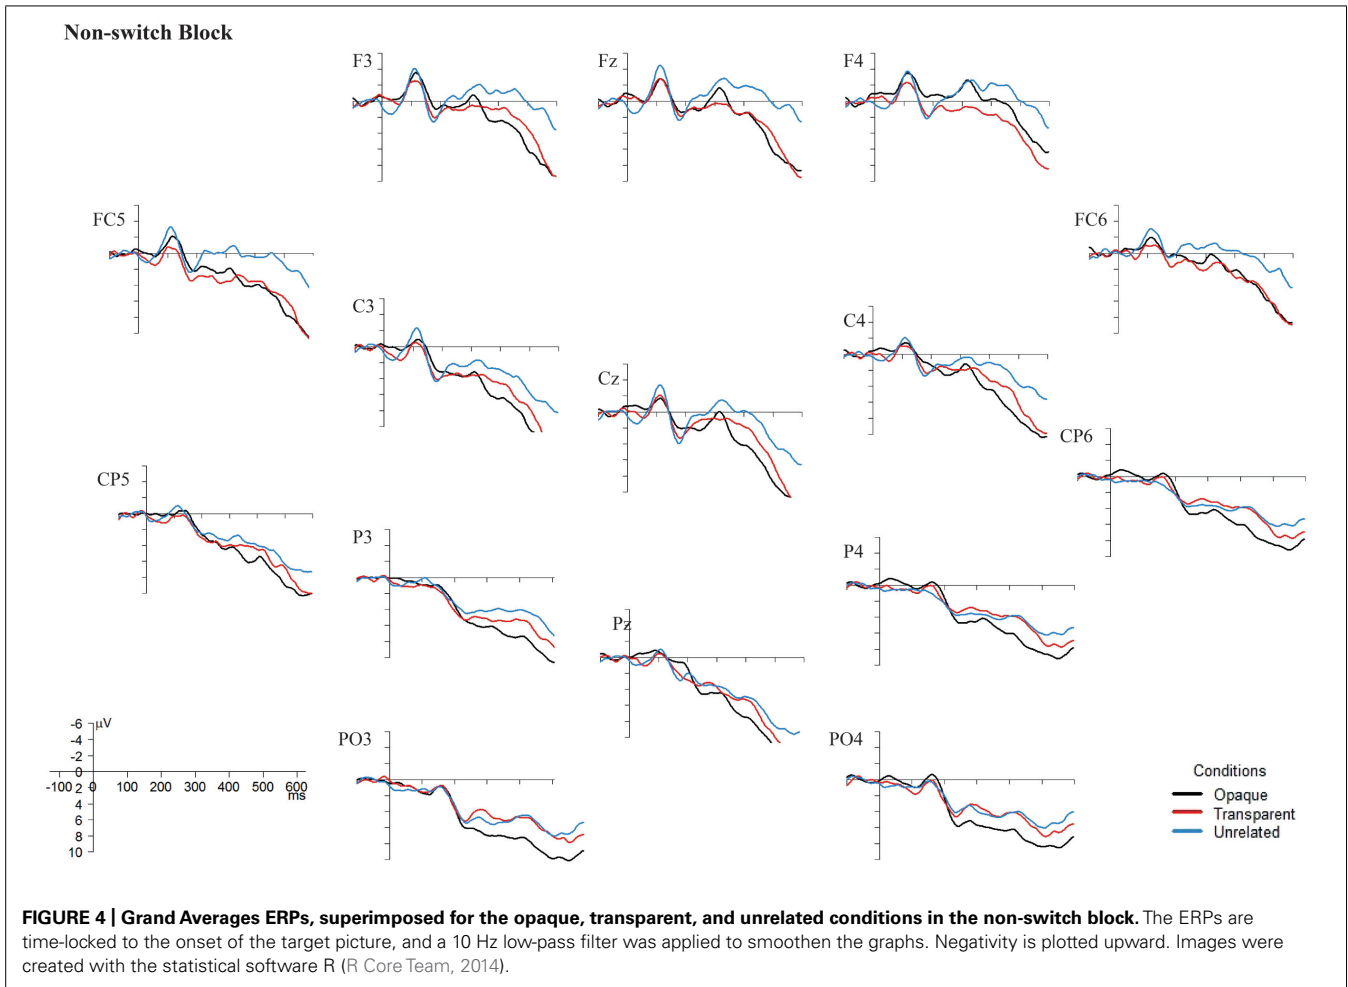 Non-switch Block
F3
Fz
F4
FC5
FC6
C3
C4
Cz
CP6
CP5
P3
P4
Pz
PO3
PO4
-6
μV
-4
-2
0
-100 0 100 200 300 400 500 600
ms
2
4
6
8
10
Conditions
Opaque
Transparent
Unrelated
FIGURE 4 | Grand Averages ERPs, superimposed for the opaque, transparent, and unrelated conditions in the non-switch block. The ERPs are
time-locked to the onset of the target picture, and a 10 Hz low-pass filter was applied to smoothen the graphs. Negativity is plotted upward. Images were
created with the statistical software R (R Core Team, 2014).